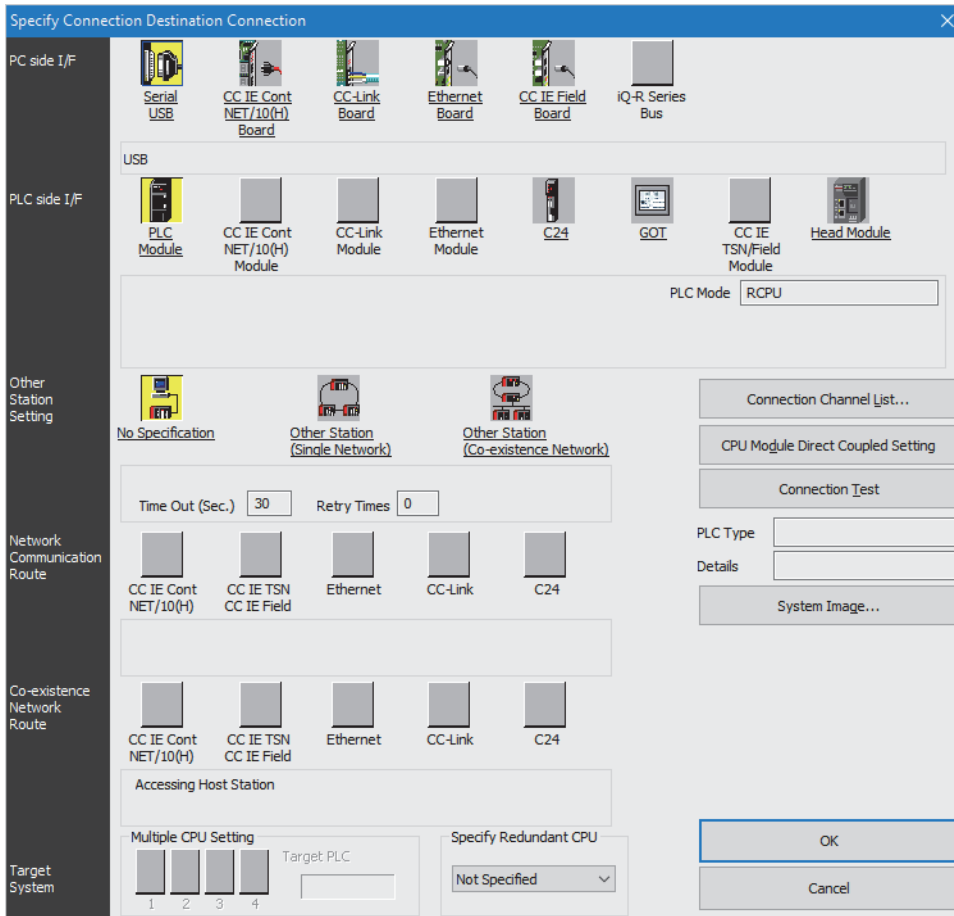 Specify Connection Destination Connection
PC side I/F
Serial
USB
CC IE Cont
NET/10(H)
Board
CC-Link
Board
Ethernet
Board
CC IE Field
Board
iQ-R Series
Bus
USB
PLC side I/F
PLC
Module
CC IE Cont
NET/10(H)
Module
CC-Link
Module
Ethernet
Module
C24
GOT
CC IE
TSN/Field
Module
Head Module
PLC Mode RCPU
Other
Station
Setting
No Specification
Other Station
(Single Network)
Other Station
(Co-existence Network)
Time Out (Sec.) 30 Retry Times 0
Connection Channel List...
CPU Module Direct Coupled Setting
Connection Test
PLC Type
Details
System Image...
Network
Communication
Route
CC IE Cont
NET/10(H)
CC IE TSN
CC IE Field
Ethernet
CC-Link
C24
Co-existence
Network
Route
CC IE Cont
NET/10(H)
CC IE TSN
CC IE Field
Ethernet
CC-Link
C24
Accessing Host Station
Target
System
Multiple CPU Setting
1 2 3 4
Target PLC
Specify Redundant CPU
Not Specified
OK
Cancel